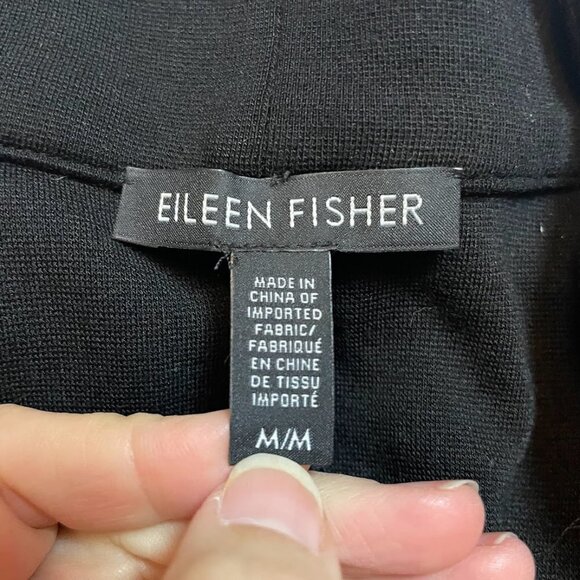 EILEEN FISHER
MADE IN
CHINA OF
IMPORTED
FABRIC/
FABRIQUÉ
EN CHINE
DE TISSU
IMPORTÉ
M/M